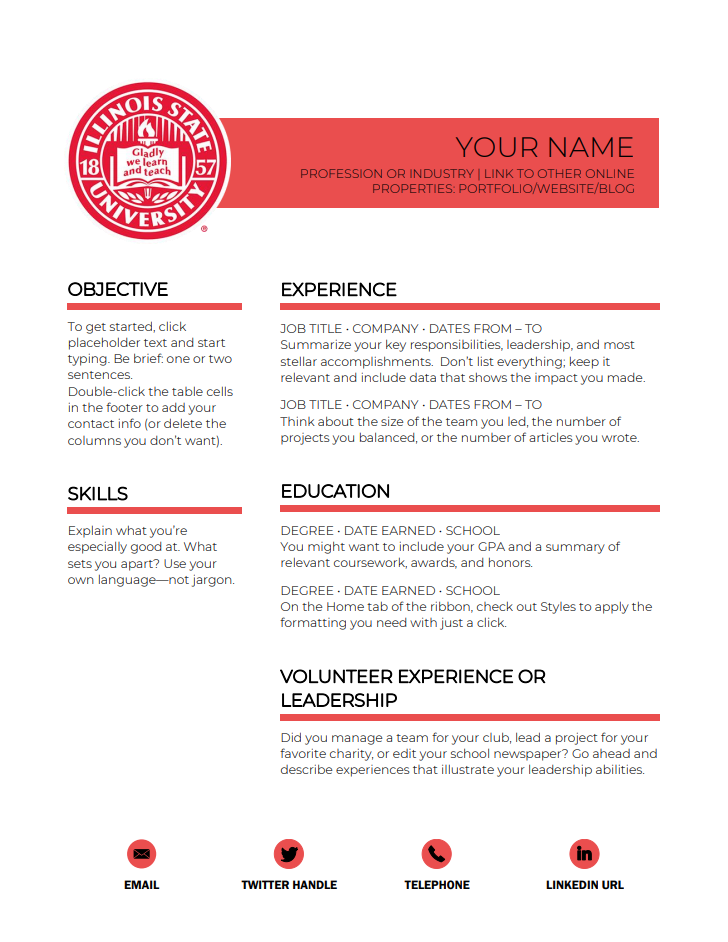 ILLINOIS STATE
18 57
Gladly
we learn
and teach
UNIVERSITY
®
YOUR NAME
PROFESSION OR INDUSTRY | LINK TO OTHER ONLINE
PROPERTIES: PORTFOLIO/WEBSITE/BLOG
OBJECTIVE
To get started, click
placeholder text and start
typing. Be brief: one or two
sentences.
Double-click the table cells
in the footer to add your
contact info (or delete the
columns you don’t want).
SKILLS
Explain what you’re
especially good at. What
sets you apart? Use your
own language—not jargon.
EXPERIENCE
JOB TITLE • COMPANY • DATES FROM – TO
Summarize your key responsibilities, leadership, and most
stellar accomplishments.  Don’t list everything; keep it
relevant and include data that shows the impact you made.
JOB TITLE • COMPANY • DATES FROM – TO
Think about the size of the team you led, the number of
projects you balanced, or the number of articles you wrote.
EDUCATION
DEGREE • DATE EARNED • SCHOOL
You might want to include your GPA and a summary of
relevant coursework, awards, and honors.
DEGREE • DATE EARNED • SCHOOL
On the Home tab of the ribbon, check out Styles to apply the
formatting you need with just a click.
VOLUNTEER EXPERIENCE OR
LEADERSHIP
Did you manage a team for your club, lead a project for your
favorite charity, or edit your school newspaper? Go ahead and
describe experiences that illustrate your leadership abilities.
in
EMAIL TWITTER HANDLE TELEPHONE LINKEDIN URL